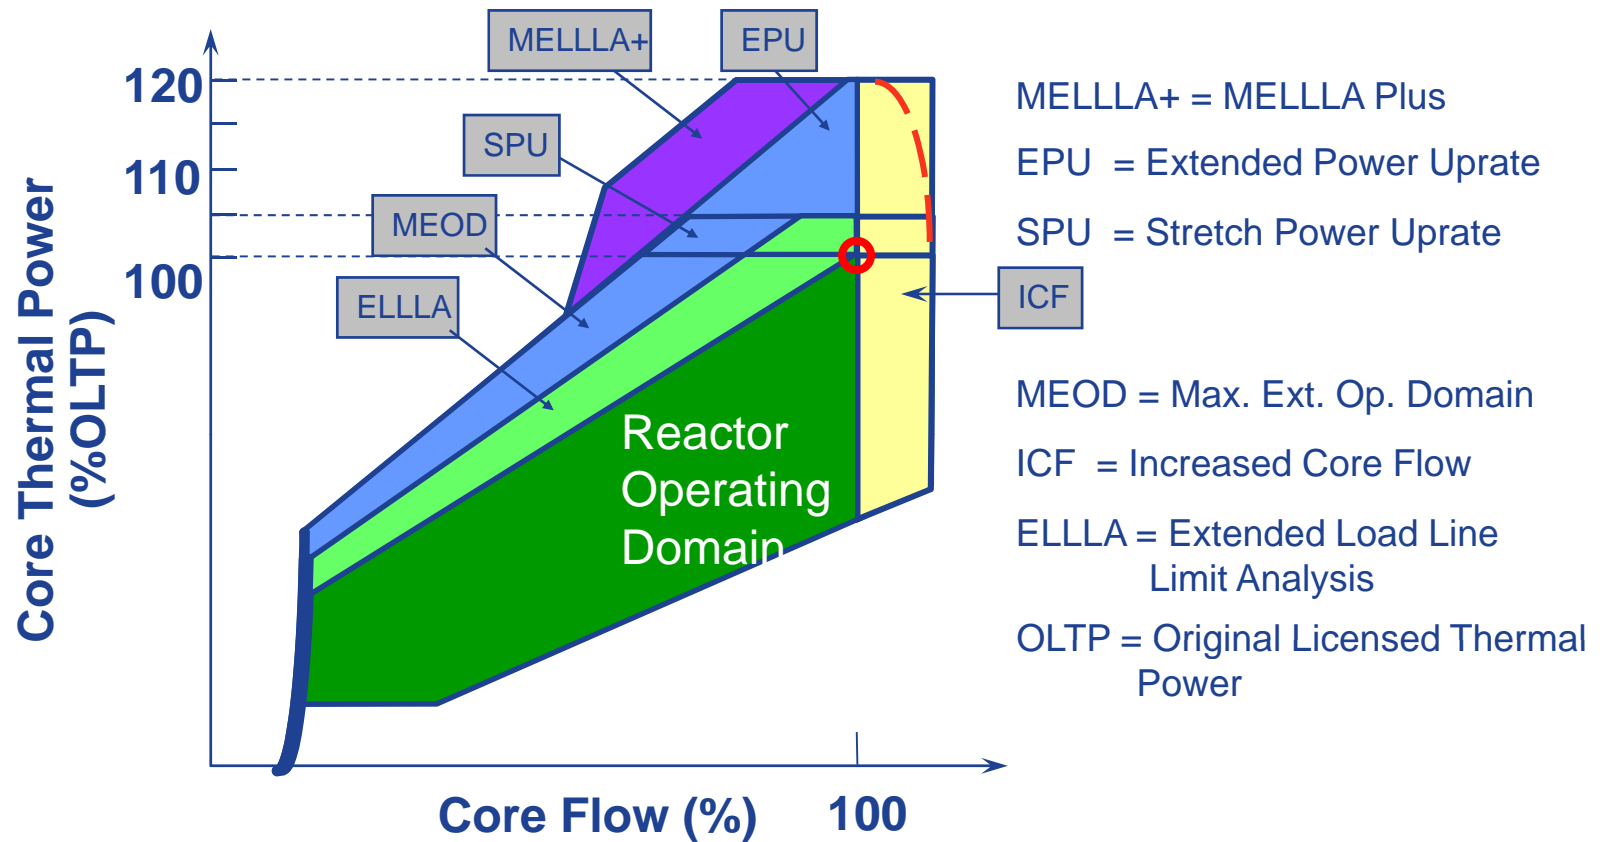 MELLLA+
EPU
SPU
MEOD
ELLLA
ICF
120
110
100
Core Thermal Power
(%OLTP)
Reactor
Operating
Domain
Core Flow (%)
100
MELLLA+ = MELLLA Plus
EPU = Extended Power Uprate
SPU = Stretch Power Uprate
MEOD = Max. Ext. Op. Domain
ICF = Increased Core Flow
ELLLA = Extended Load Line
Limit Analysis
OLTP = Original Licensed Thermal
Power